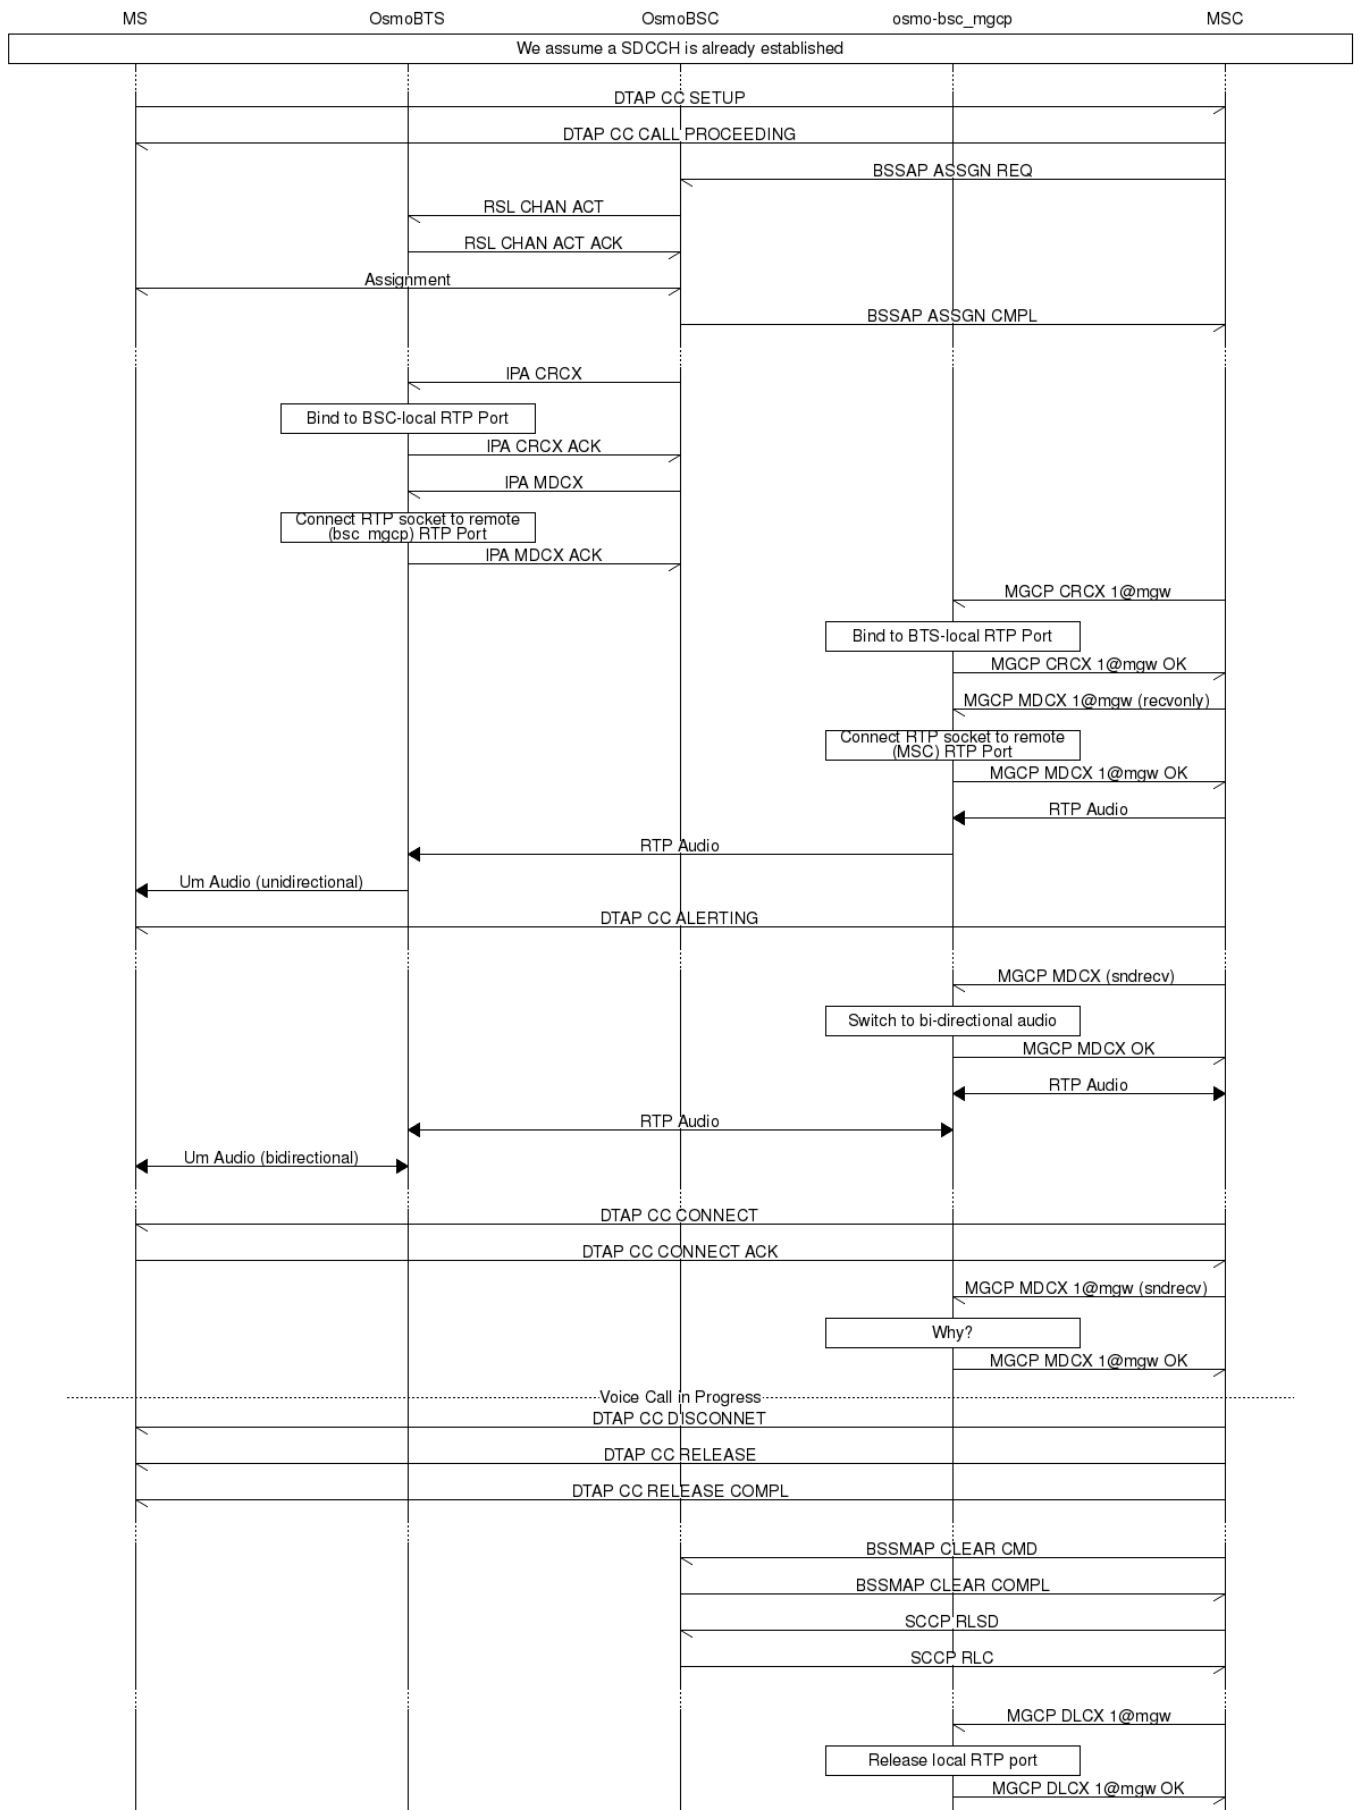 MS OsmoBTS OsmoBSC osmo-bsc_mgcp MSC
We assume a SDCCH is already established
DTAP CC SETUP
DTAP CC CALL PROCEEDING
BSSAP ASSGN REQ
RSL CHAN ACT
RSL CHAN ACT ACK
Assignment
BSSAP ASSGN CMPL
IPA CRCX
Bind to BSC-local RTP Port
IPA CRCX ACK
IPA MDCX
Connect RTP socket to remote
(bsc_mgcp) RTP Port
IPA MDCX ACK
MGCP CRCX 1@mgw
Bind to BTS-local RTP Port
MGCP CRCX 1@mgw OK
MGCP MDCX 1@mgw (recvonly)
Connect RTP socket to remote
(MSC) RTP Port
MGCP MDCX 1@mgw OK
RTP Audio
RTP Audio
Um Audio (unidirectional)
DTAP CC ALERTING
MGCP MDCX (sndrecv)
Switch to bi-directional audio
MGCP MDCX OK
RTP Audio
RTP Audio
Um Audio (bidirectional)
DTAP CC CONNECT
DTAP CC CONNECT ACK
MGCP MDCX 1@mgw (sndrecv)
Why?
MGCP MDCX 1@mgw OK
Voice Call in Progress
DTAP CC DISCONNET
DTAP CC RELEASE
DTAP CC RELEASE COMPL
BSSMAP CLEAR CMD
BSSMAP CLEAR COMPL
SCCP RLSD
SCCP RLC
MGCP DLCX 1@mgw
Release local RTP port
MGCP DLCX 1@mgw OK